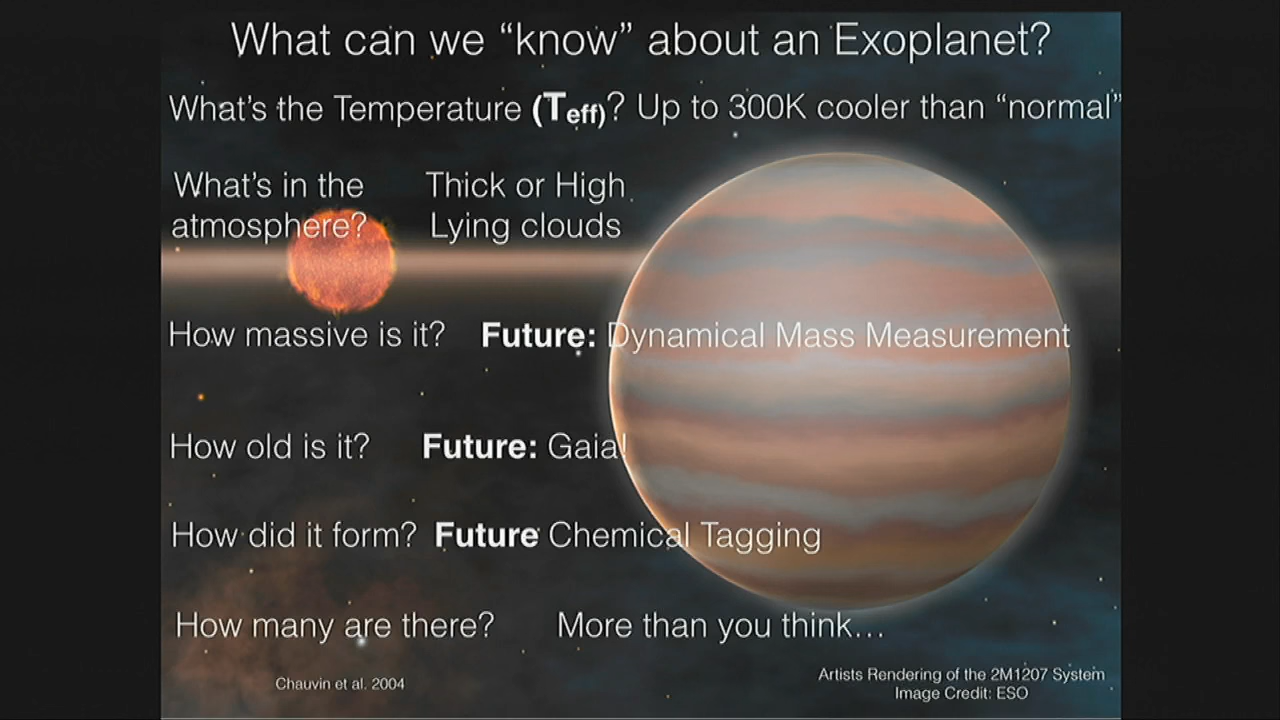 What can we “know” about an Exoplanet?
What's the Temperature (Teff)? Up to 300K cooler than “normal”
What's in the atmosphere?
Thick or High Lying clouds
How massive is it? Future: Dynamical Mass Measurement
How old is it? Future: Gaia!
How did it form? Future Chemical Tagging
How many are there? More than you think…
Chauvin et al. 2004
Artists Rendering of the 2M1207 System
Image Credit: ESO